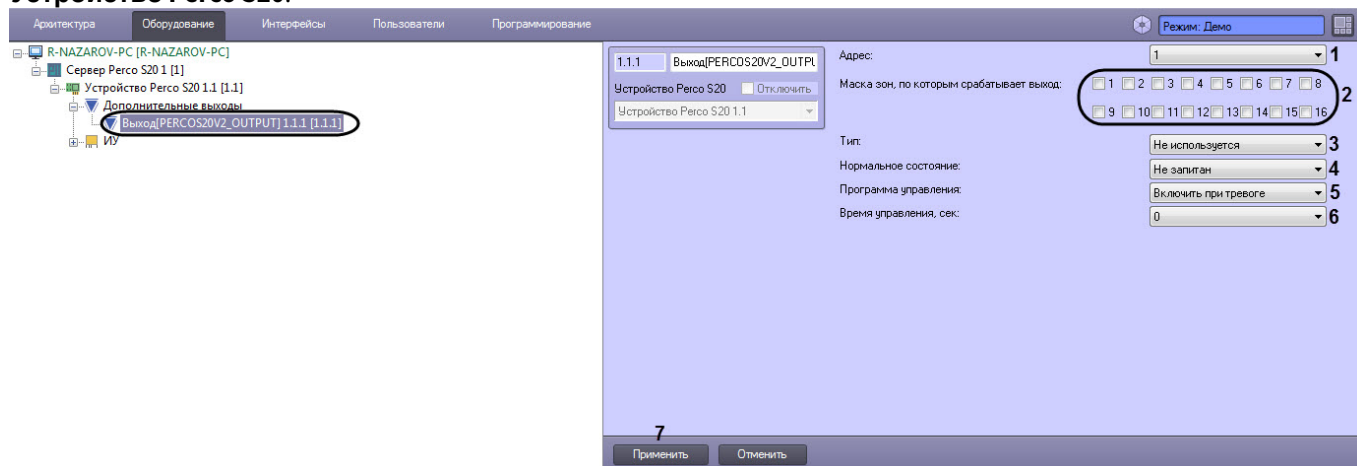 Устройство Perco S20.
Архитектура Оборудование Интерфейсы Пользователи Программирование Режим: Демо
R-NAZAROV-PC [R-NAZAROV-PC]
Сервер Perco S20 1 [1]
Устройство Perco S20 1.1 [1.1]
Дополнительные выходы
Выход[PERCOS20V2_OUTPUT] 1.1.1 [1.1.1]
ИУ
1.1.1 Выход[PERCOS20V2_OUTPU
Устройство Perco S20 Отключить
Устройство Perco S20 1.1
Адрес: 1 1
Маска зон, по которым срабатывает выход: 1 2 3 4 5 6 7 8 2
9 10 11 12 13 14 15 16
Тип: Не используется 3
Нормальное состояние: Не запитан 4
Программа управления: Включить при тревоге 5
Время управления, сек: 0 6
7
Применить Отменить